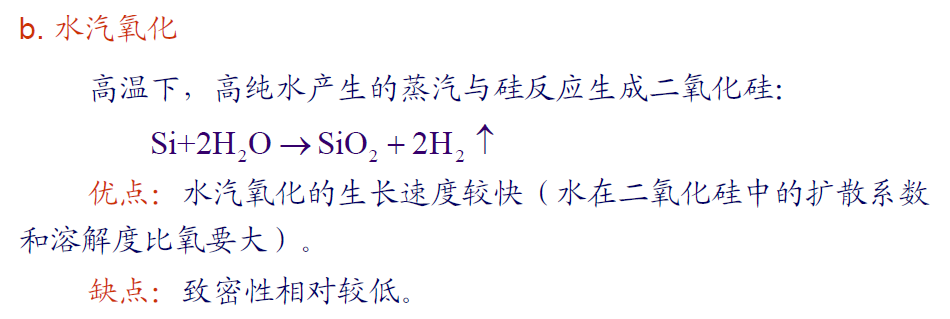 b. 水汽氧化
高温下，高纯水产生的蒸汽与硅反应生成二氧化硅:
Si+2H₂O → SiO₂ + 2H₂ ↑
优点：水汽氧化的生长速度较快（水在二氧化硅中的扩散系数
和溶解度比氧要大）。
缺点：致密性相对较低。